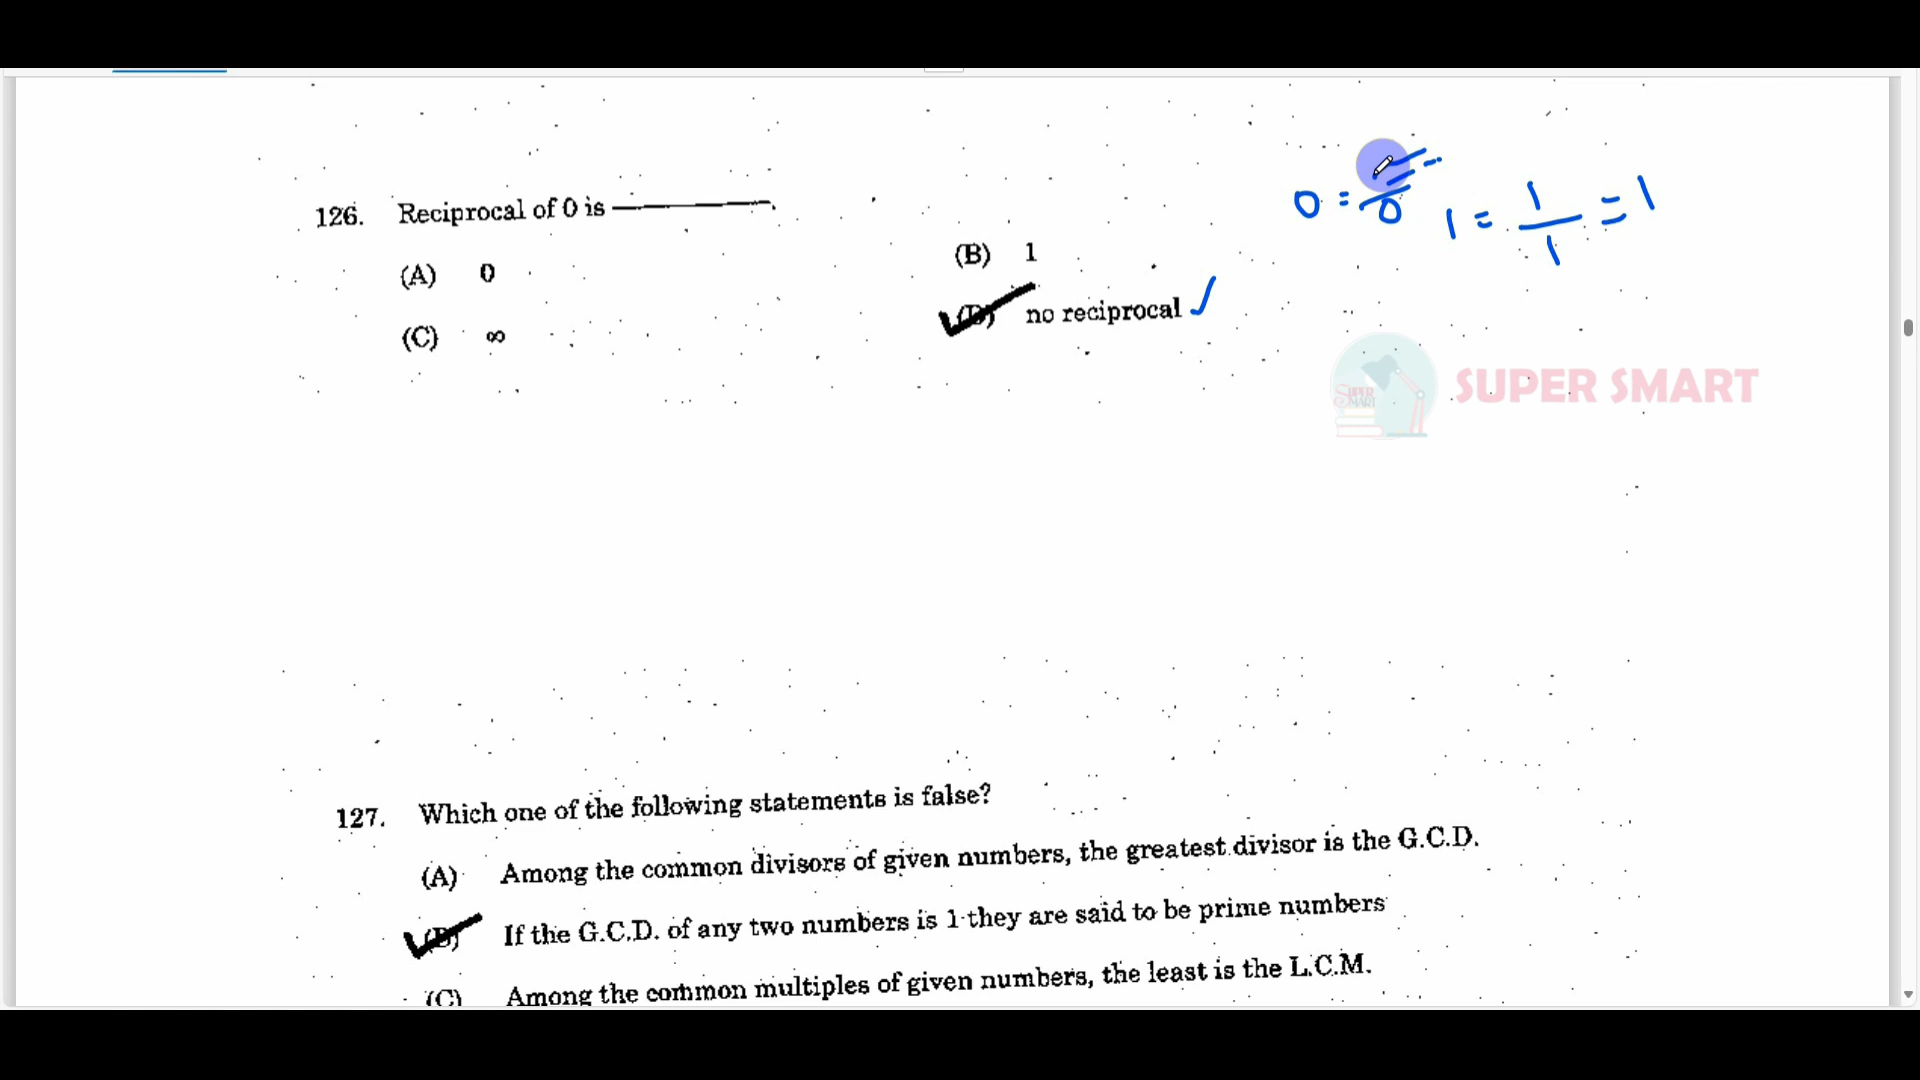 126. Reciprocal of 0 is ————.
(A) 0
(B) 1
(C) ∞
(D) no reciprocal
0 = 0
1 = 1/1 = 1
SUPER SMART
SUPER SMART
127. Which one of the following statements is false?
(A) Among the common divisors of given numbers, the greatest divisor is the G.C.D.
(B) If the G.C.D. of any two numbers is 1 they are said to be prime numbers
(C) Among the common multiples of given numbers, the least is the L.C.M.